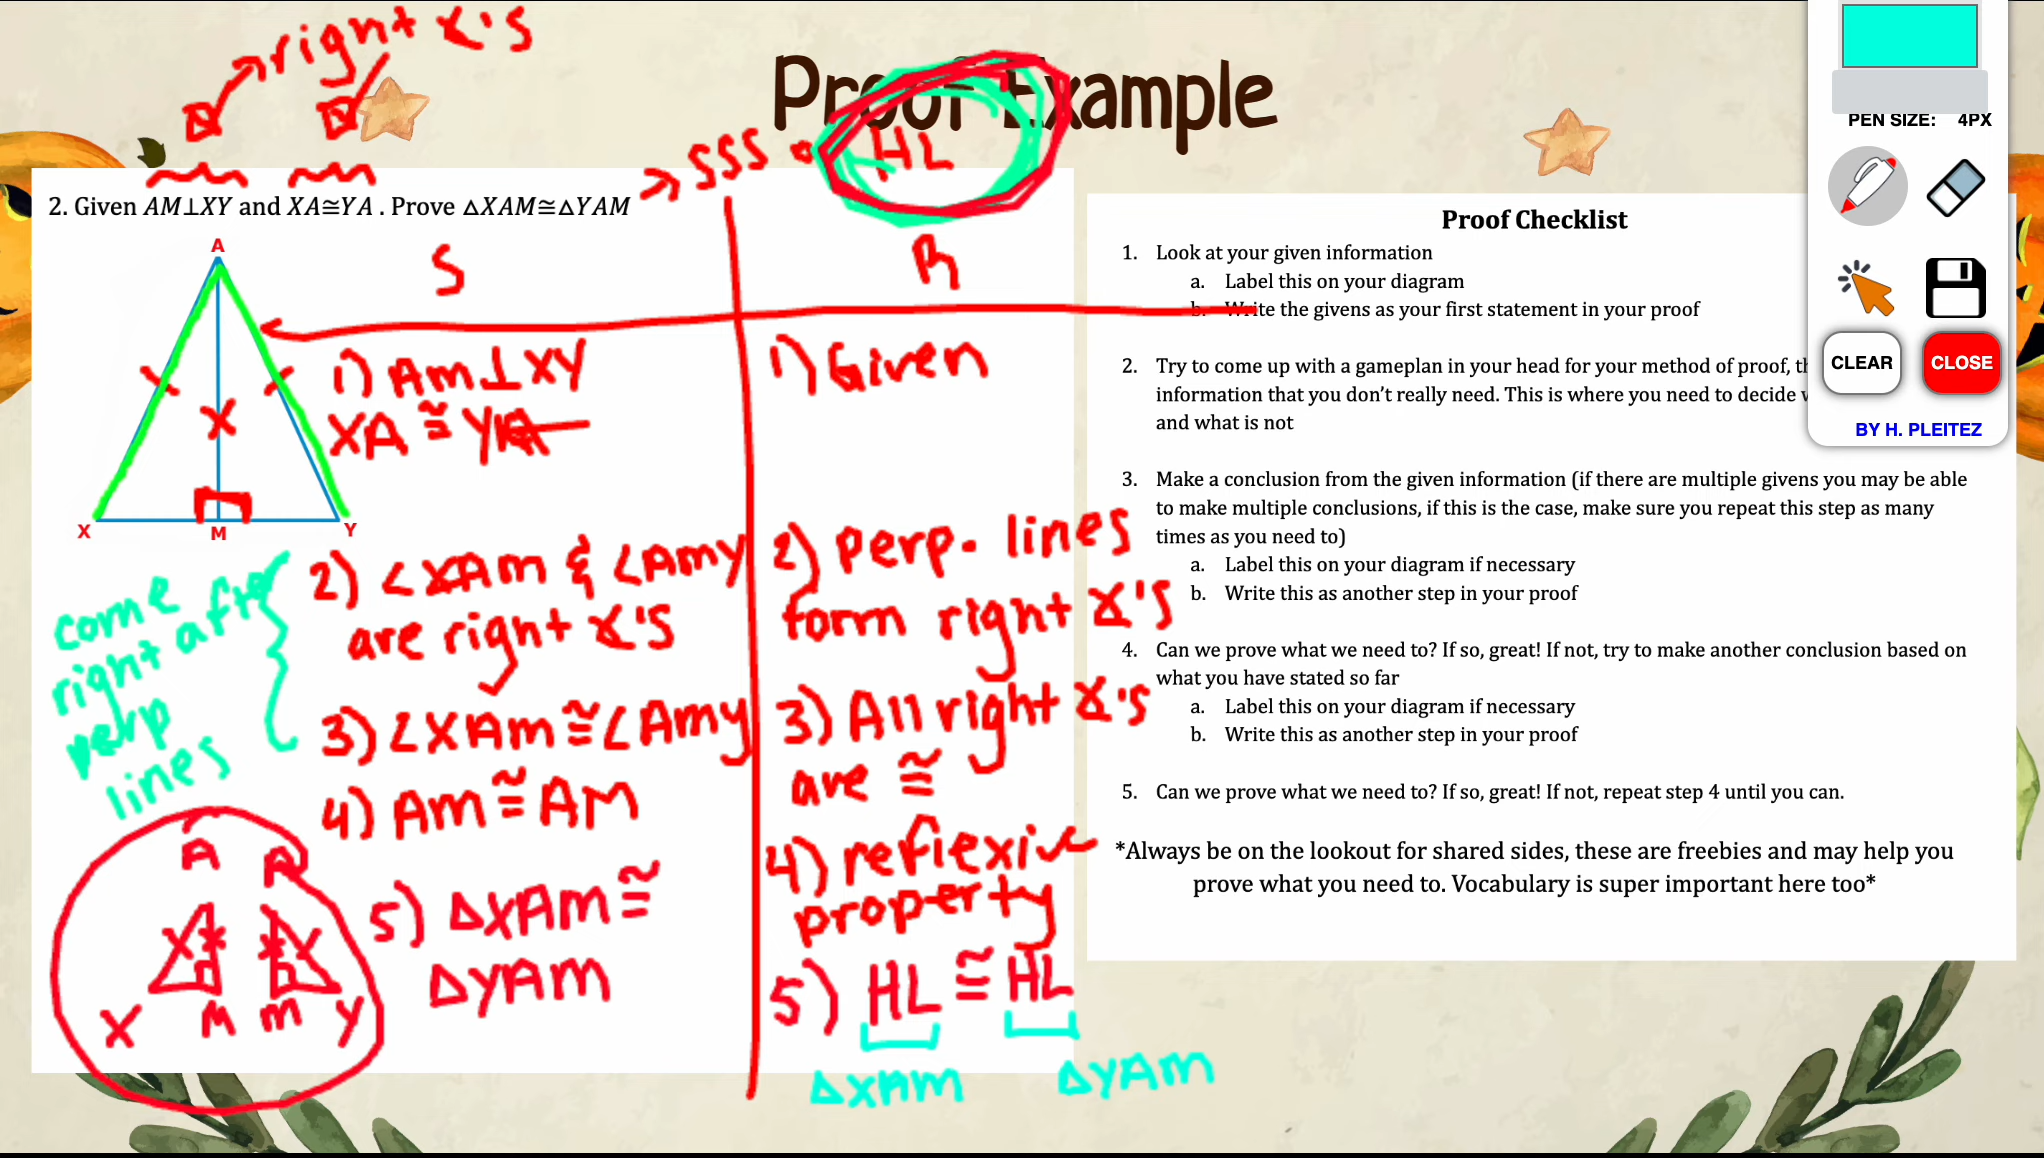 right ∡'s
Proof Example
→ SSS or HL
2. Given AM⊥XY and XA≅YA . Prove △XAM≅△YAM
A
X
M
Y
S
R
1) AM⊥XY
XA ≅ YA
1) Given
2) ∠XAM & ∠AMY
are right ∡'s
2) perp. lines
form right ∡'s
come
right after
perp
lines
3) ∠XAM ≅ ∠AMY
3) All right ∡'s
are ≅
4) AM ≅ AM
4) reflexive
property
5) △XAM ≅
△YAM
5) HL ≅ HL
△XAM △YAM
A A
X M M Y
Proof Checklist
1. Look at your given information
a. Label this on your diagram
b. Write the givens as your first statement in your proof
2. Try to come up with a gameplan in your head for your method of proof, th
information that you don't really need. This is where you need to decide w
and what is not
3. Make a conclusion from the given information (if there are multiple givens you may be able
to make multiple conclusions, if this is the case, make sure you repeat this step as many
times as you need to)
a. Label this on your diagram if necessary
b. Write this as another step in your proof
4. Can we prove what we need to? If so, great! If not, try to make another conclusion based on
what you have stated so far
a. Label this on your diagram if necessary
b. Write this as another step in your proof
5. Can we prove what we need to? If so, great! If not, repeat step 4 until you can.
*Always be on the lookout for shared sides, these are freebies and may help you
prove what you need to. Vocabulary is super important here too*
PEN SIZE: 4PX
CLEAR
CLOSE
BY H. PLEITEZ